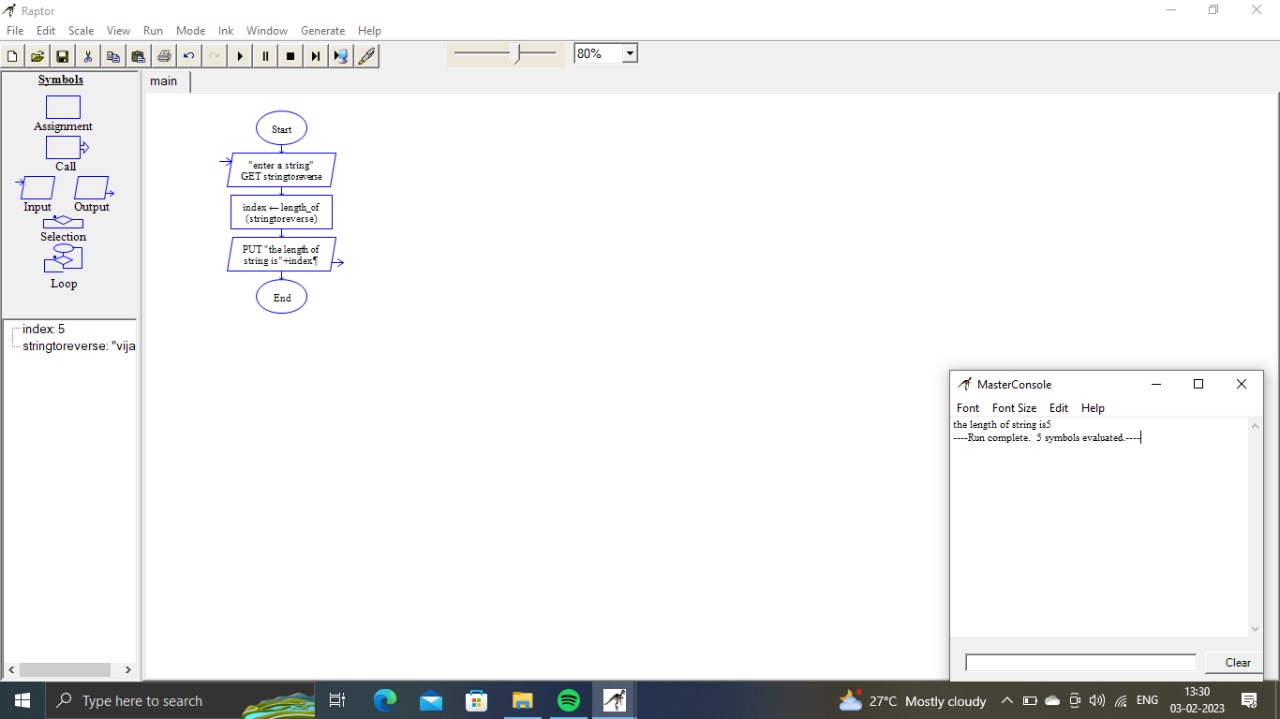 Raptor
File Edit Scale View Run Mode Ink Window Generate Help
80%
Symbols
Assignment
Call
Input Output
Selection
Loop
index: 5
stringtoreverse: "vija
main
Start
"enter a string"
GET stringtoreverse
index ← length_of
(stringtoreverse)
PUT "the length of
string is"+index¶
End
MasterConsole
Font Font Size Edit Help
the length of string is5
----Run complete. 5 symbols evaluated.----
Clear
Type here to search
27°C Mostly cloudy
ENG
13:30
03-02-2023